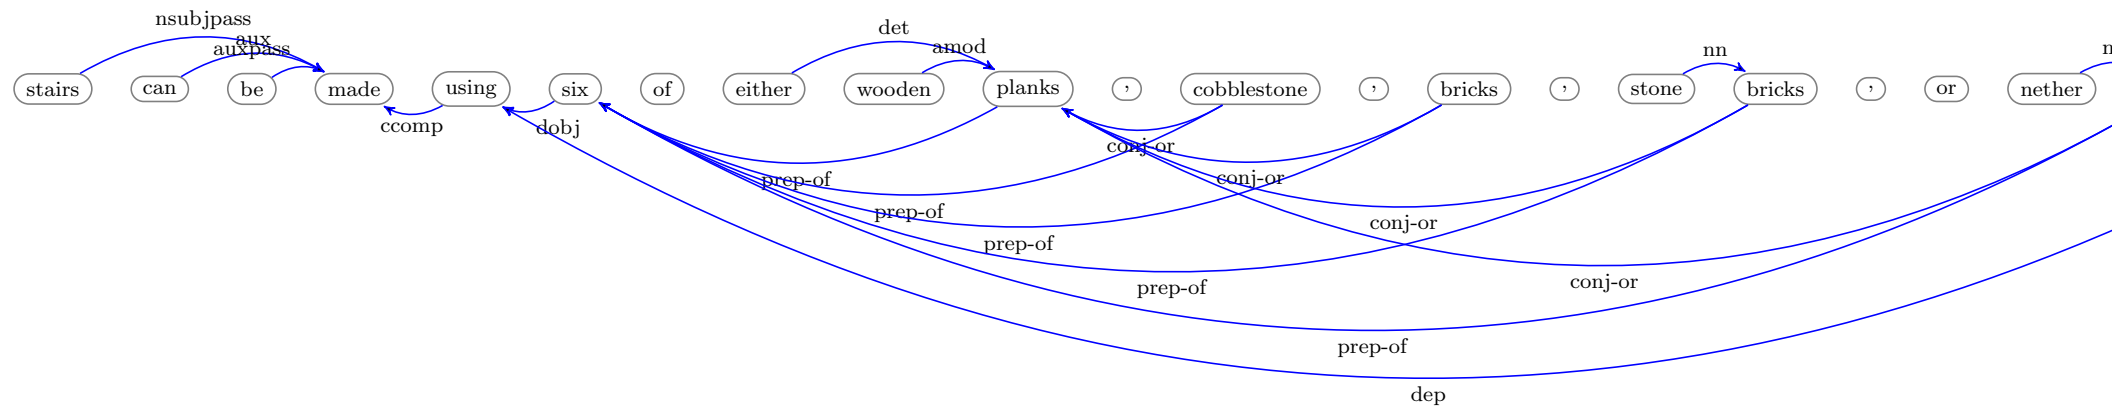 nsubjpass
aux
auxpass
det
amod
nn
n
stairs can be made using six of either wooden planks , cobblestone , bricks , stone bricks , or nether
ccomp
dobj
conj-or
prep-of
conj-or
prep-of
conj-or
prep-of
conj-or
prep-of
prep-of
dep